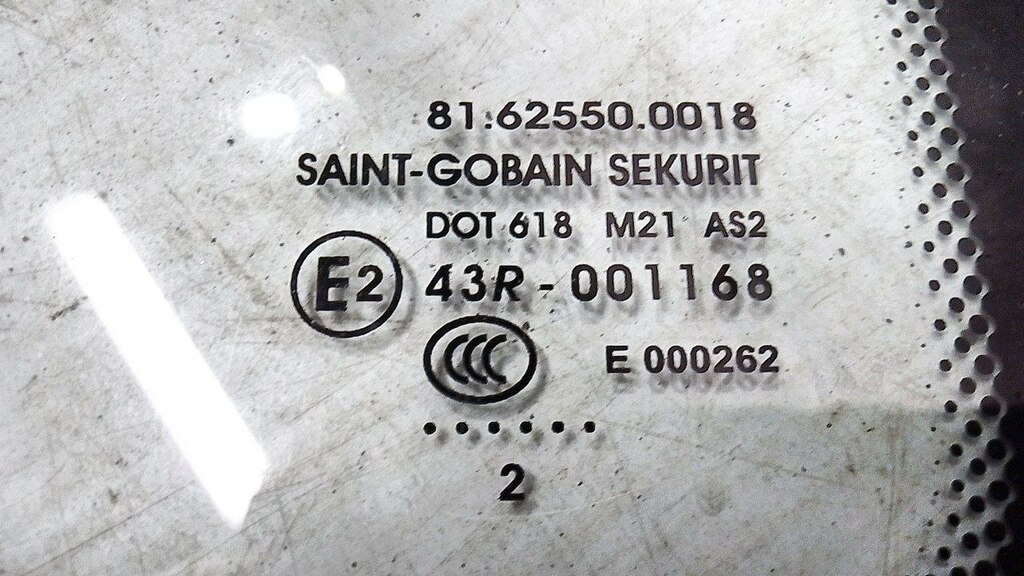 81.62550.0018
SAINT-GOBAIN SEKURIT
DOT 618 M21 AS2
E2 43R - 001168
CCC E 000262
......
2